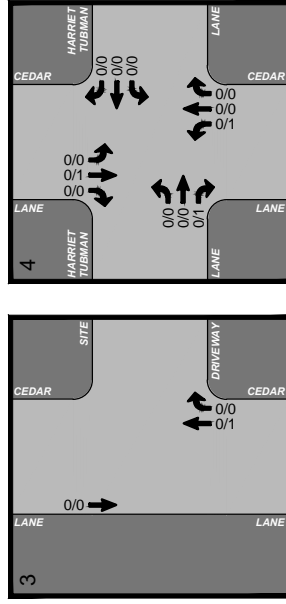 4
HARRIET
TUBMAN
LANE
CEDAR
CEDAR
0/0
0/0
0/0
0/0
0/1
0/0
0/0
0/0
0/1
0/0
0/0
0/1
LANE
LANE
HARRIET
TUBMAN
LANE
3
SITE
DRIVEWAY
CEDAR
CEDAR
0/0
0/0
0/1
LANE
LANE